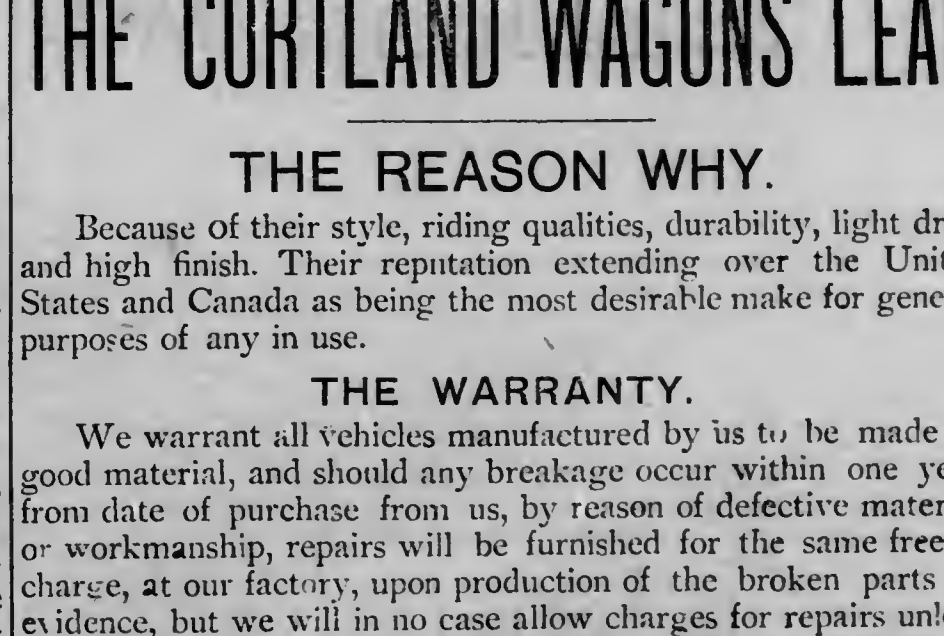 THE CORTLAND WAGONS LEA
THE REASON WHY.
Because of their style, riding qualities, durability, light dr
and high finish. Their reputation extending over the Unit
States and Canada as being the most desirable make for gene
purposes of any in use.
THE WARRANTY.
We warrant all vehicles manufactured by us to be made
good material, and should any breakage occur within one ye
from date of purchase from us, by reason of defective mater
or workmanship, repairs will be furnished for the same free
charge, at our factory, upon production of the broken parts
evidence, but we will in no case allow charges for repairs unl